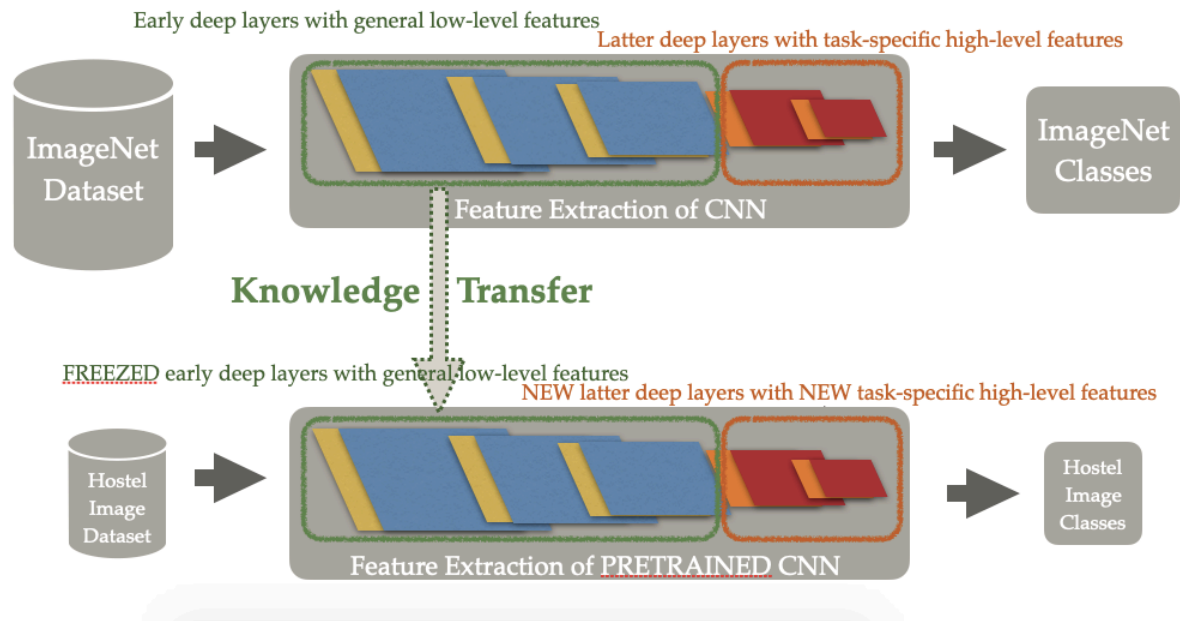 Early deep layers with general low-level features
Latter deep layers with task-specific high-level features
ImageNet
Dataset
Feature Extraction of CNN
ImageNet
Classes
Knowledge Transfer
FREEZED early deep layers with general low-level features
NEW latter deep layers with NEW task-specific high-level features
Hostel
Image
Dataset
Feature Extraction of PRETRAINED CNN
Hostel
Image
Classes